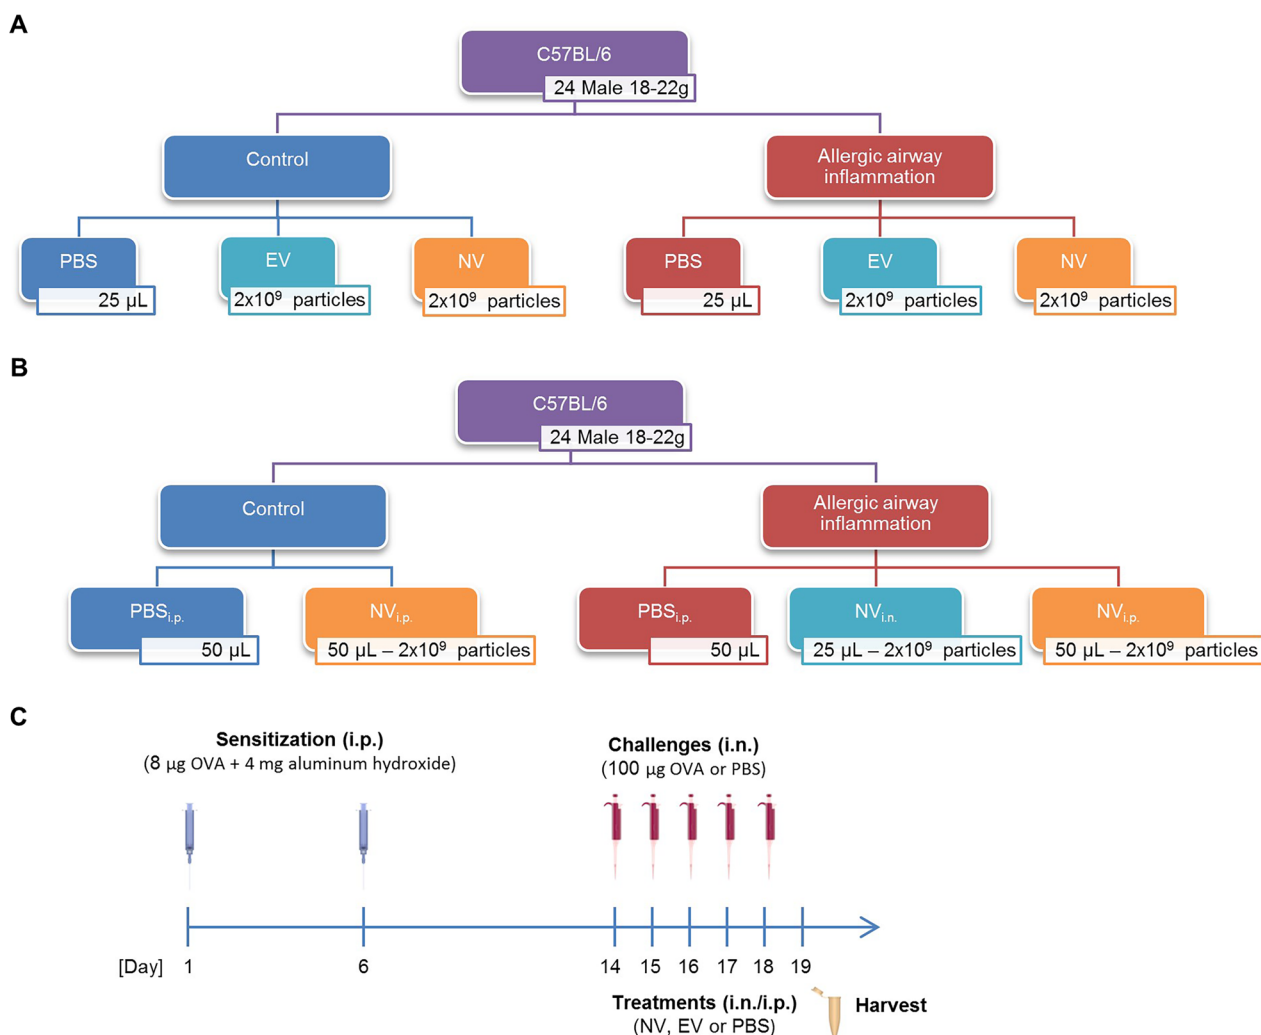 A
C57BL/6
24 Male 18-22g
Control
Allergic airway
inflammation
PBS
25 µL
EV
2x10⁹ particles
NV
2x10⁹ particles
PBS
25 µL
EV
2x10⁹ particles
NV
2x10⁹ particles
B
C57BL/6
24 Male 18-22g
Control
Allergic airway
inflammation
PBSi.p.
50 µL
NVi.p.
50 µL – 2x10⁹ particles
PBSi.p.
50 µL
NVi.n.
25 µL – 2x10⁹ particles
NVi.p.
50 µL – 2x10⁹ particles
C
Sensitization (i.p.)
(8 µg OVA + 4 mg aluminum hydroxide)
Challenges (i.n.)
(100 µg OVA or PBS)
[Day] 1 6 14 15 16 17 18 19
Treatments (i.n./i.p.)
(NV, EV or PBS)
Harvest